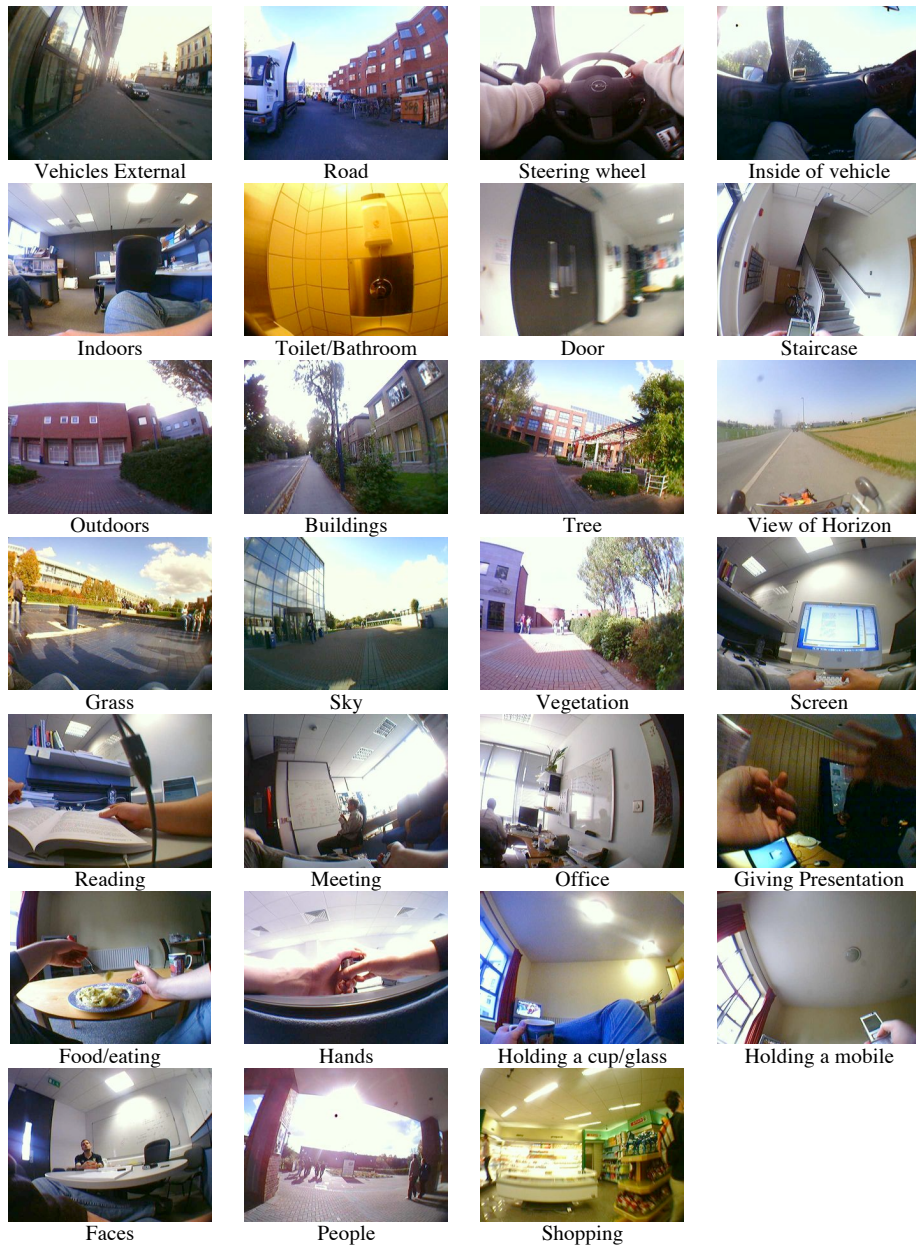 Vehicles External
Road
Steering wheel
Inside of vehicle
Indoors
Toilet/Bathroom
Door
Staircase
Outdoors
Buildings
Tree
View of Horizon
Grass
Sky
Vegetation
Screen
Reading
Meeting
Office
Giving Presentation
Food/eating
Hands
Holding a cup/glass
Holding a mobile
Faces
People
Shopping